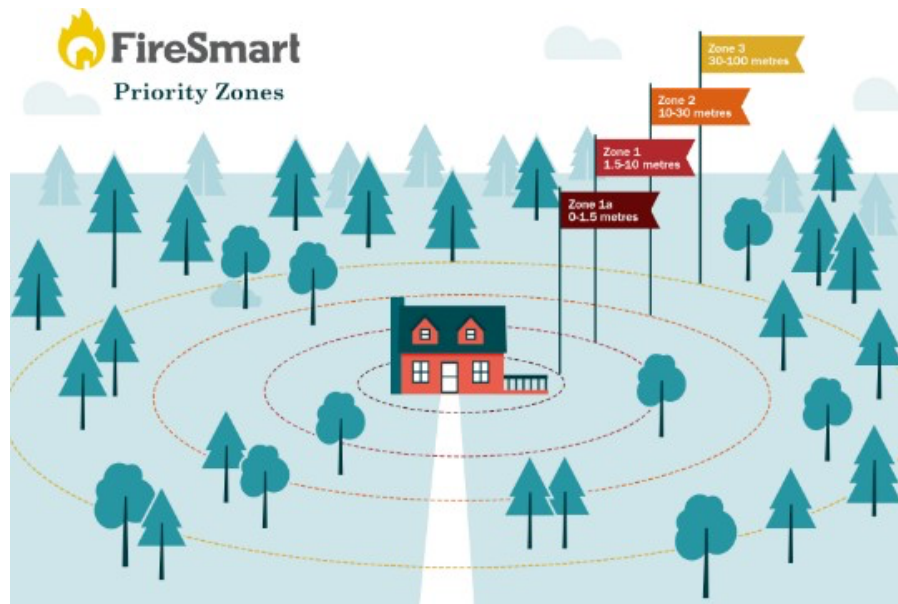 FireSmart
Priority Zones
Zone 3
30-100 metres
Zone 2
10-30 metres
Zone 1
1.5-10 metres
Zone 1a
0-1.5 metres